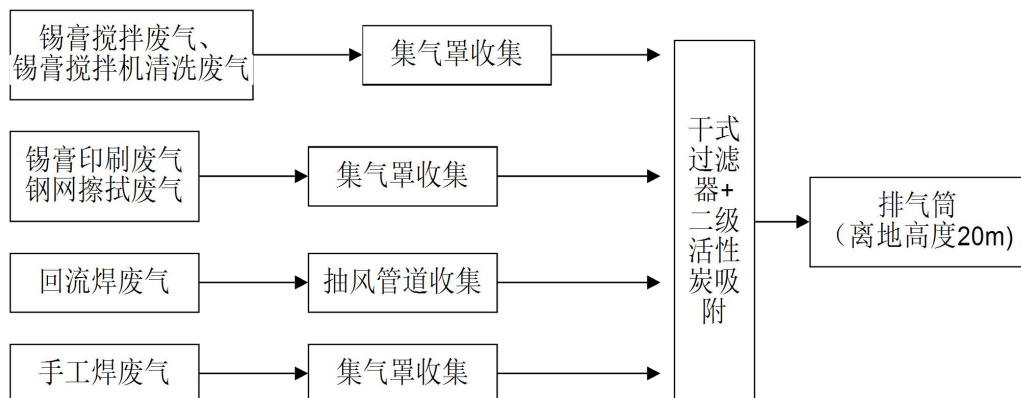 锡膏搅拌废气、
锡膏搅拌机清洗废气
集气罩收集
锡膏印刷废气
钢网擦拭废气
集气罩收集
回流焊废气
抽风管道收集
手工焊废气
集气罩收集
干式
过滤
器+
二级
活性
炭吸
附
排气筒
（离地高度20m)